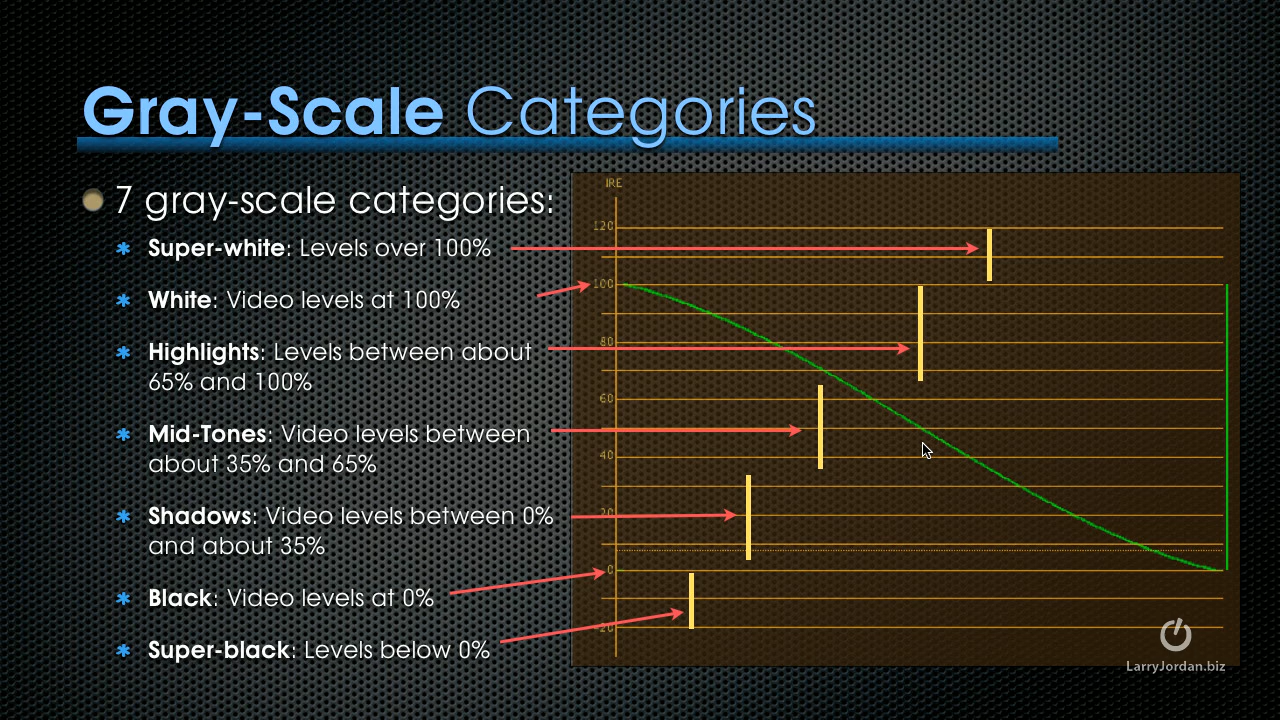 Gray-Scale Categories
7 gray-scale categories:
Super-white: Levels over 100%
White: Video levels at 100%
Highlights: Levels between about
65% and 100%
Mid-Tones: Video levels between
about 35% and 65%
Shadows: Video levels between 0%
and about 35%
Black: Video levels at 0%
Super-black: Levels below 0%
IRE
120
100
80
60
40
20
0
-20
LarryJordan.biz